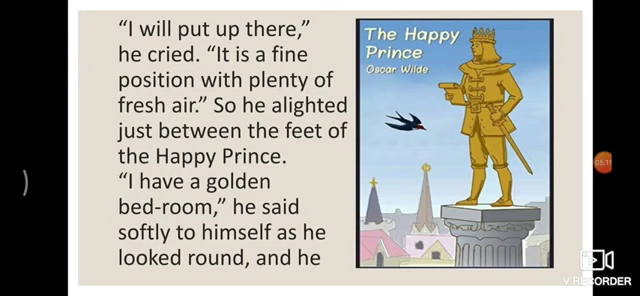 “I will put up there,”
he cried. “It is a fine
position with plenty of
fresh air.” So he alighted
just between the feet of
the Happy Prince.
“I have a golden
bed-room,” he said
softly to himself as he
looked round, and he
The Happy
Prince
Oscar Wilde
05:11
V RECORDER